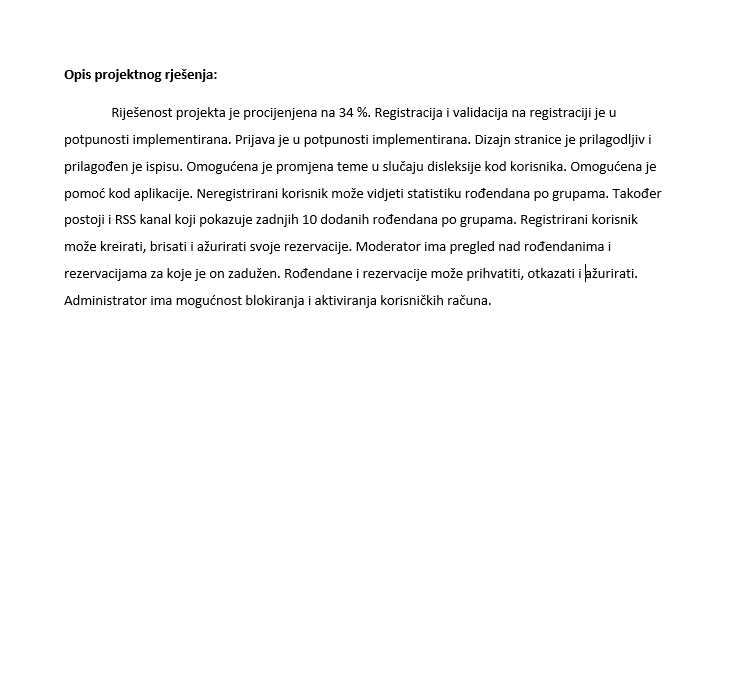 Opis projektnog rješenja:
Riješenost projekta je procijenjena na 34 %. Registracija i validacija na registraciji je u
potpunosti implementirana. Prijava je u potpunosti implementirana. Dizajn stranice je prilagodljiv i
prilagođen je ispisu. Omogućena je promjena teme u slučaju disleksije kod korisnika. Omogućena je
pomoć kod aplikacije. Neregistrirani korisnik može vidjeti statistiku rođendana po grupama. Također
postoji i RSS kanal koji pokazuje zadnjih 10 dodanih rođendana po grupama. Registrirani korisnik
može kreirati, brisati i ažurirati svoje rezervacije. Moderator ima pregled nad rođendanima i
rezervacijama za koje je on zadužen. Rođendane i rezervacije može prihvatiti, otkazati i ažurirati.
Administrator ima mogućnost blokiranja i aktiviranja korisničkih računa.